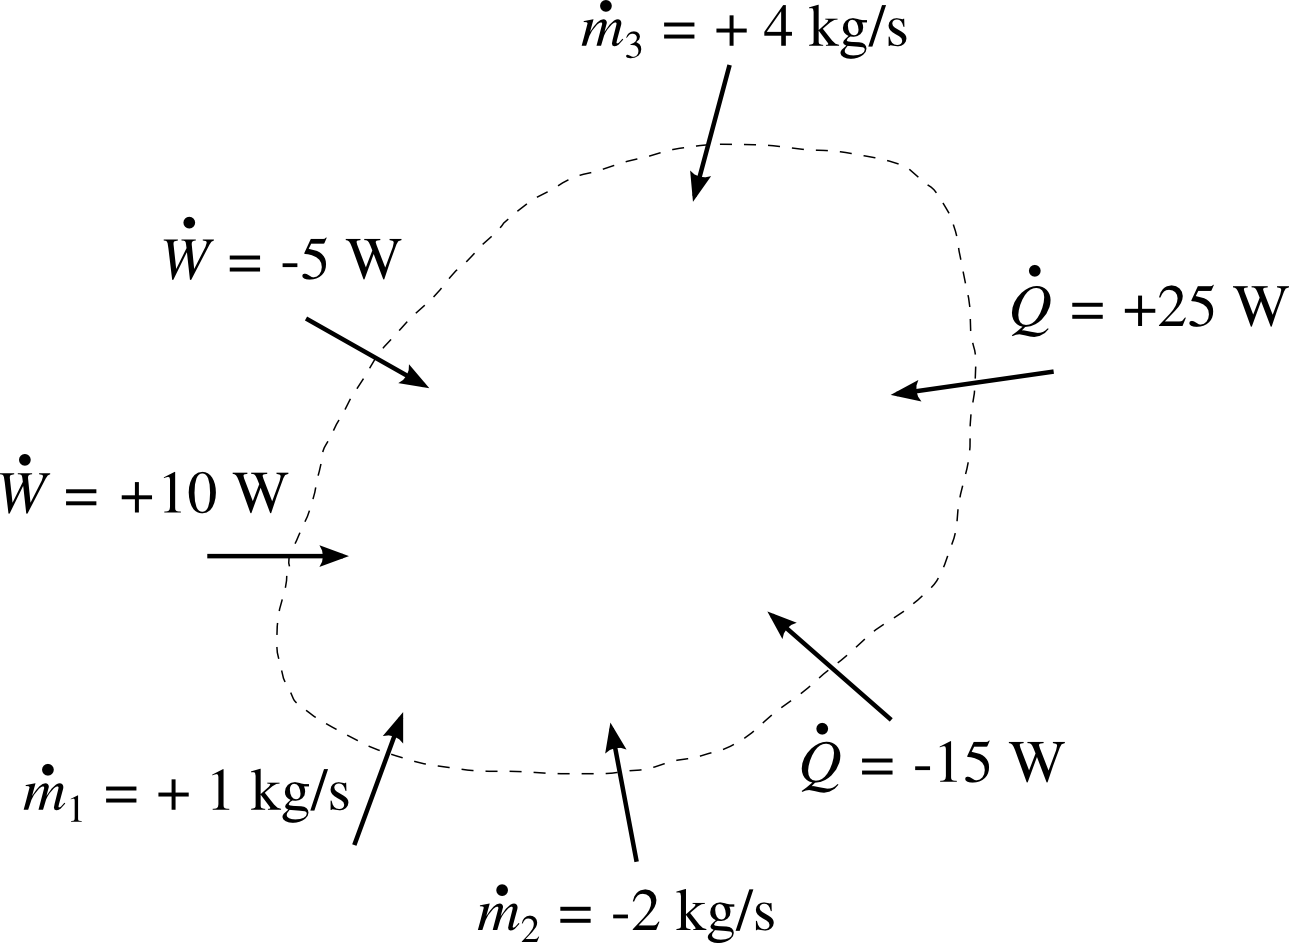 ṁ₃ = + 4 kg/s
Ẇ = -5 W
Q̇ = +25 W
Ẇ = +10 W
Q̇ = -15 W
ṁ₁ = + 1 kg/s
ṁ₂ = -2 kg/s